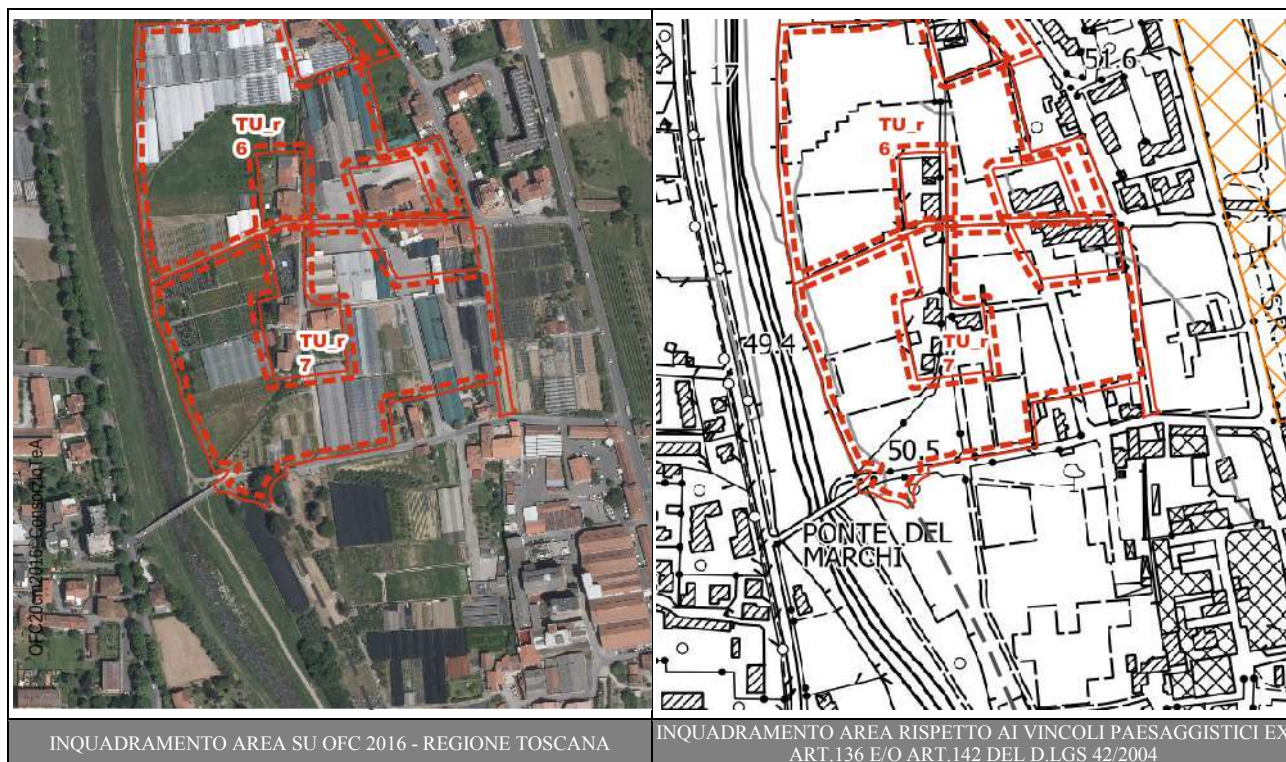 TU_r
6
TU_r
7
OFC20cm2016_ConsorzioTeA
INQUADRAMENTO AREA SU OFC 2016 - REGIONE TOSCANA
17
51.6
TU_r
6
49.4
TU_r
7
50.5
PONTE DEL
MARCHI
INQUADRAMENTO AREA RISPETTO AI VINCOLI PAESAGGISTICI EX
ART.136 E/O ART.142 DEL D.LGS 42/2004